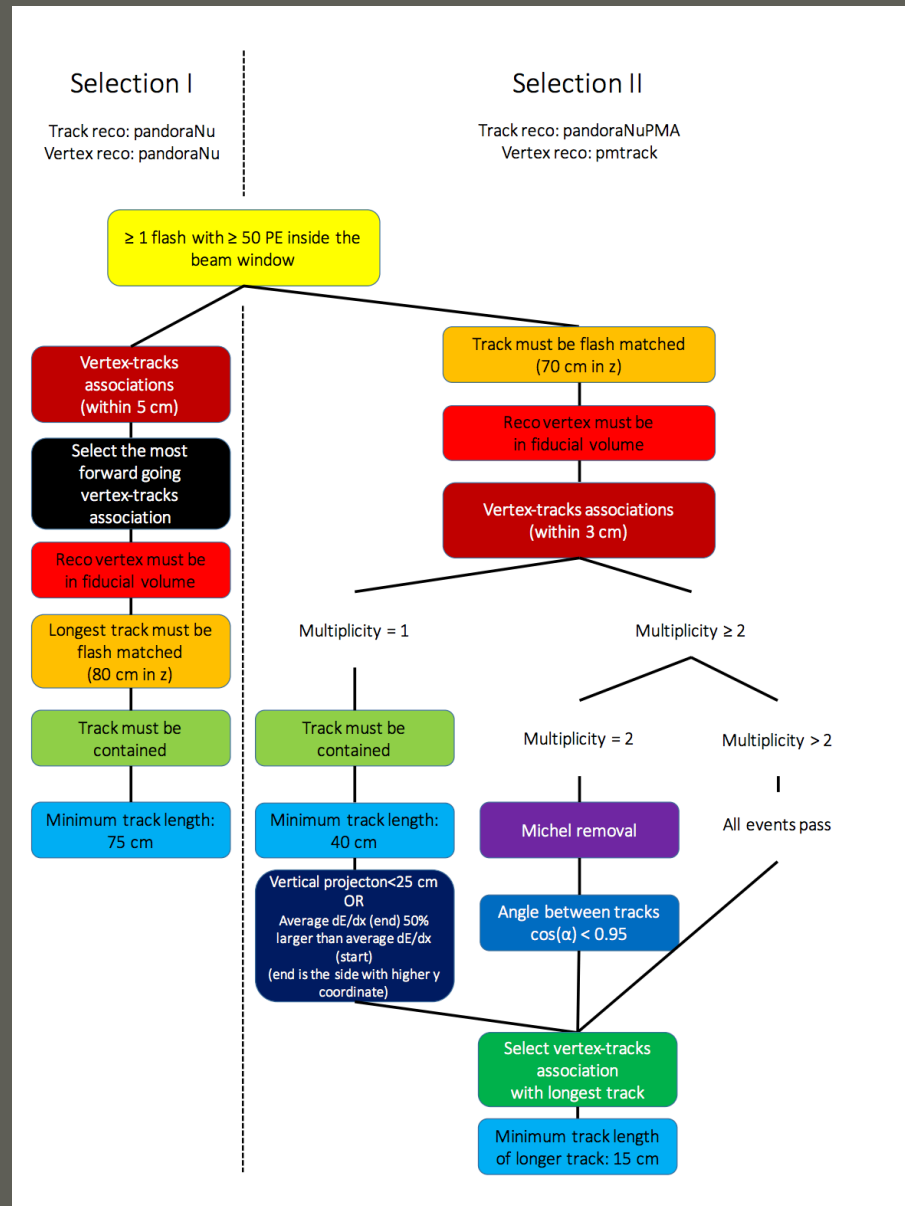 Selection I
Track reco: pandoraNu
Vertex reco: pandoraNu
Selection II
Track reco: pandoraNuPMA
Vertex reco: pmtrack
≥ 1 flash with ≥ 50 PE inside the
beam window
Vertex-tracks
associations
(within 5 cm)
Select the most
forward going
vertex-tracks
association
Reco vertex must be
in fiducial volume
Longest track must be
flash matched
(80 cm in z)
Track must be
contained
Minimum track length:
75 cm
Track must be flash matched
(70 cm in z)
Reco vertex must be
in fiducial volume
Vertex-tracks associations
(within 3 cm)
Multiplicity = 1
Multiplicity ≥ 2
Track must be
contained
Minimum track length:
40 cm
Vertical projecton<25 cm
OR
Average dE/dx (end) 50%
larger than average dE/dx
(start)
(end is the side with higher y
coordinate)
Multiplicity = 2
Multiplicity > 2
Michel removal
All events pass
Angle between tracks
cos(α) < 0.95
Select vertex-tracks
association
with longest track
Minimum track length
of longer track: 15 cm